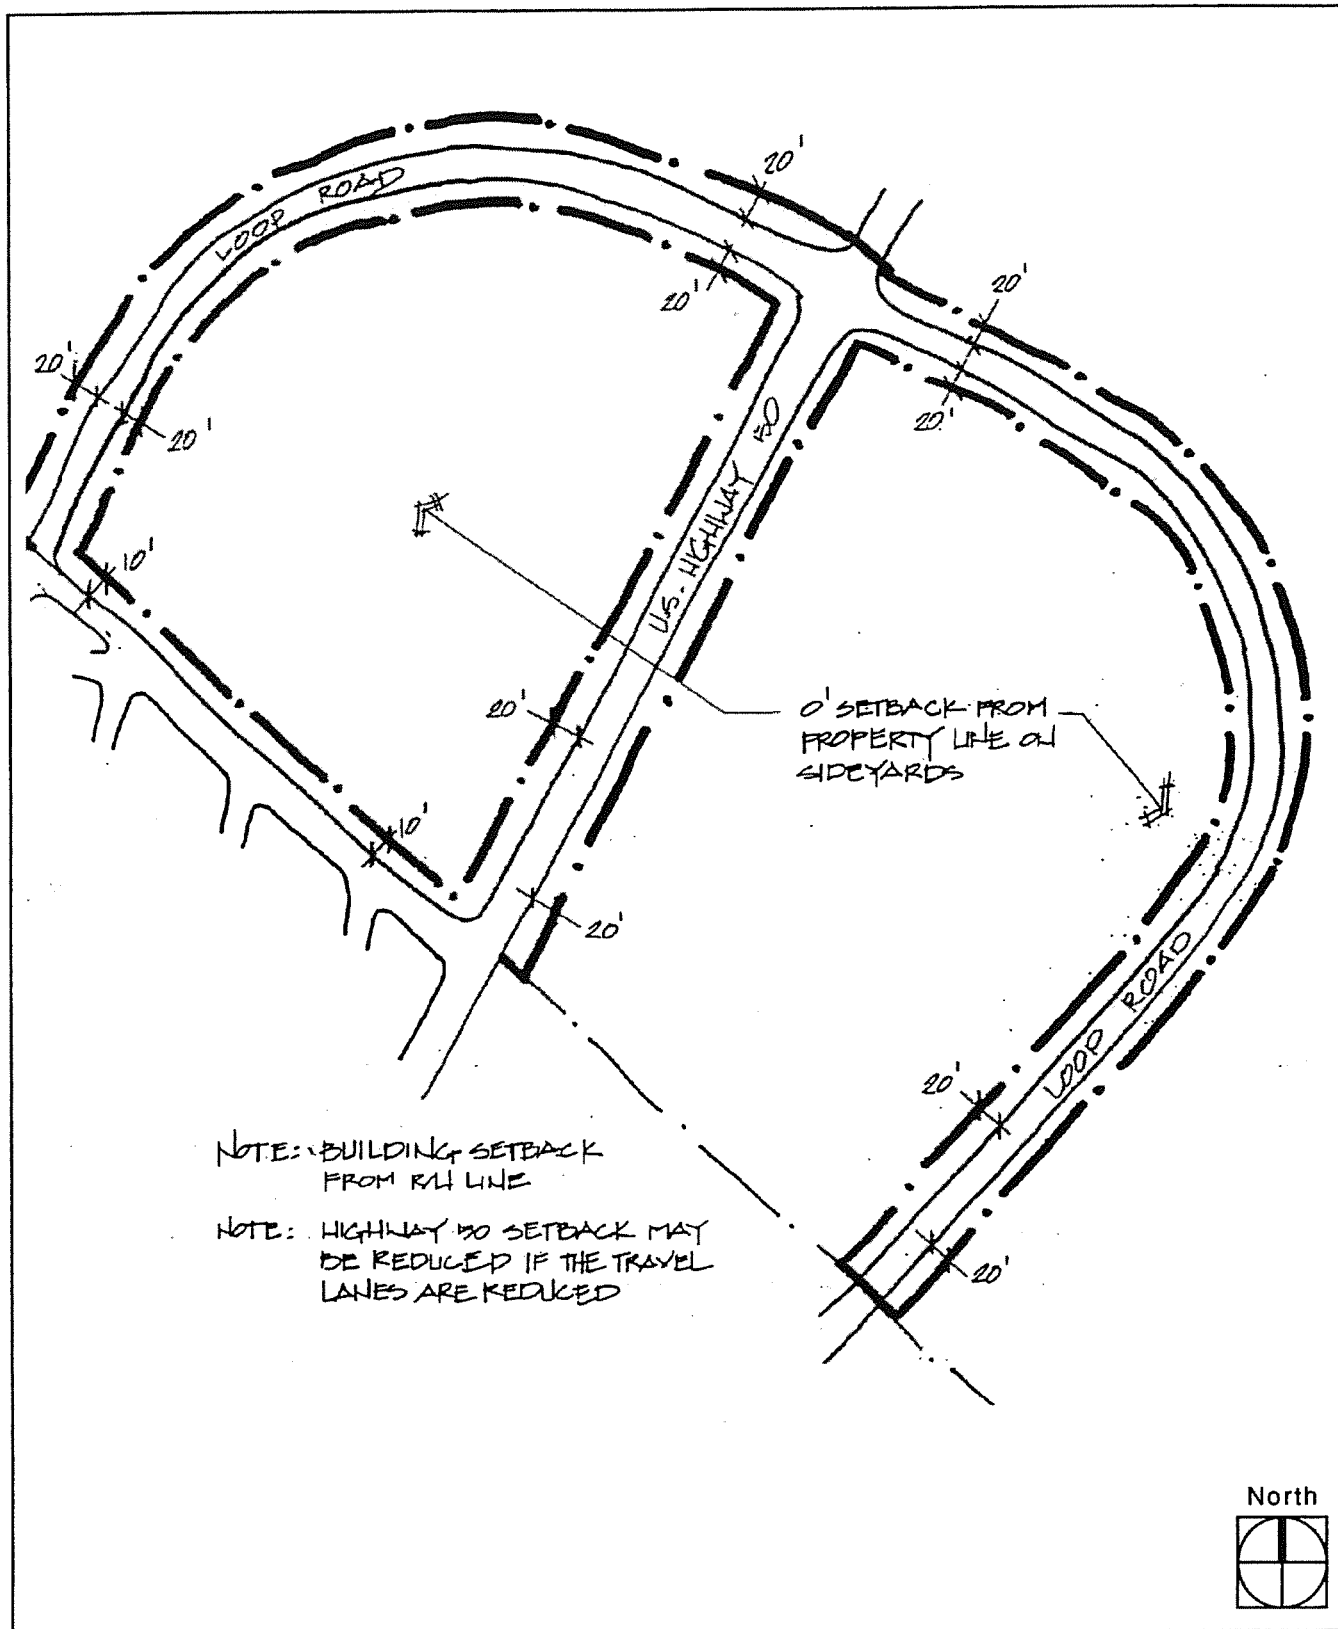 20'
LOOP ROAD
20'
20'
20'
20'
20'
20'
U.S. HIGHWAY 50
10'
20'
0' SETBACK FROM
PROPERTY LINE ON
SIDEYARDS
10'
20'
LOOP ROAD
20'
NOTE: BUILDING SETBACK
FROM R/W LINE
NOTE: HIGHWAY 50 SETBACK MAY
BE REDUCED IF THE TRAVEL
LANES ARE REDUCED
20'
North